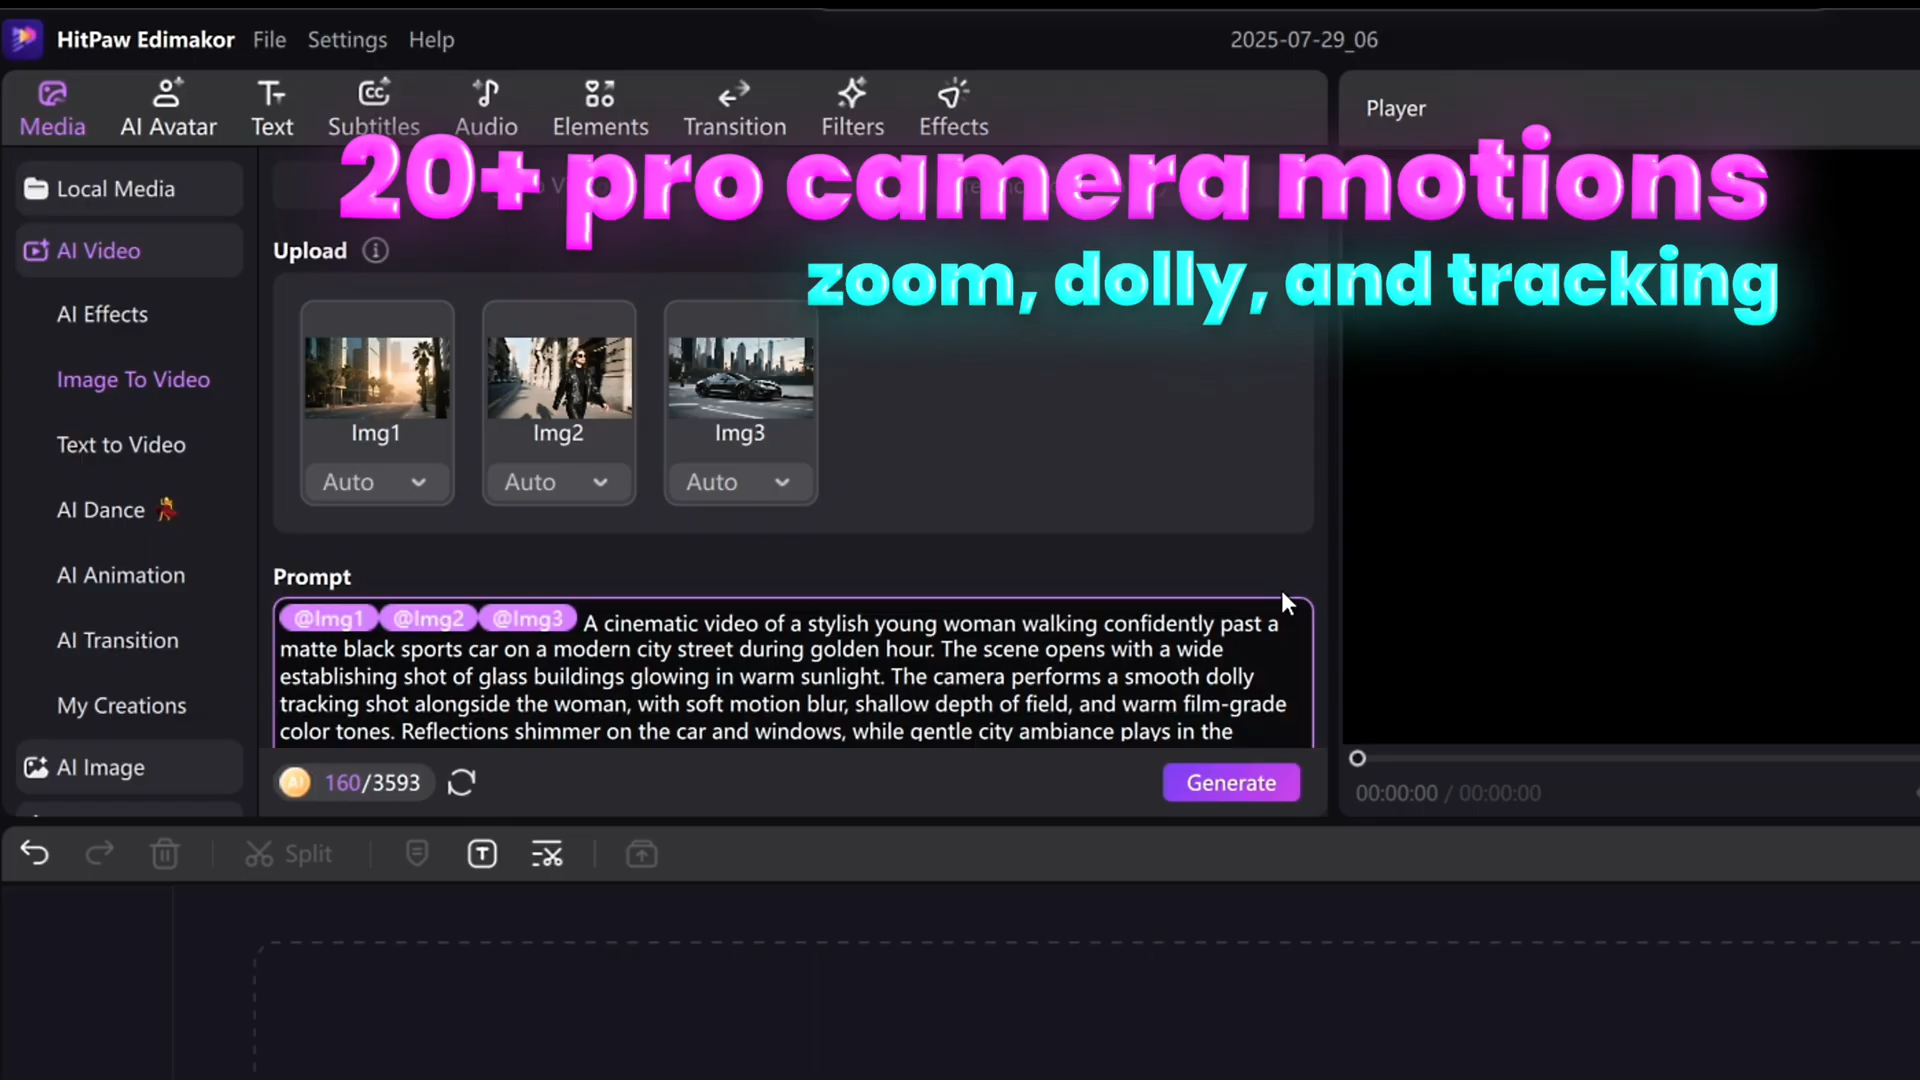 HitPaw Edimakor File Settings Help 2025-07-29_06
Media AI Avatar Text Subtitles Audio Elements Transition Filters Effects
Player
20+ pro camera motions
zoom, dolly, and tracking
Local Media
AI Video
AI Effects
Image To Video
Text to Video
AI Dance
AI Animation
AI Transition
My Creations
AI Image
Upload
Img1 Img2 Img3
Auto Auto Auto
Prompt
@Img1 @Img2 @Img3 A cinematic video of a stylish young woman walking confidently past a
matte black sports car on a modern city street during golden hour. The scene opens with a wide
establishing shot of glass buildings glowing in warm sunlight. The camera performs a smooth dolly
tracking shot alongside the woman, with soft motion blur, shallow depth of field, and warm film-grade
color tones. Reflections shimmer on the car and windows, while gentle city ambiance plays in the
AI 160/3593
Generate
00:00:00 / 00:00:00
Split